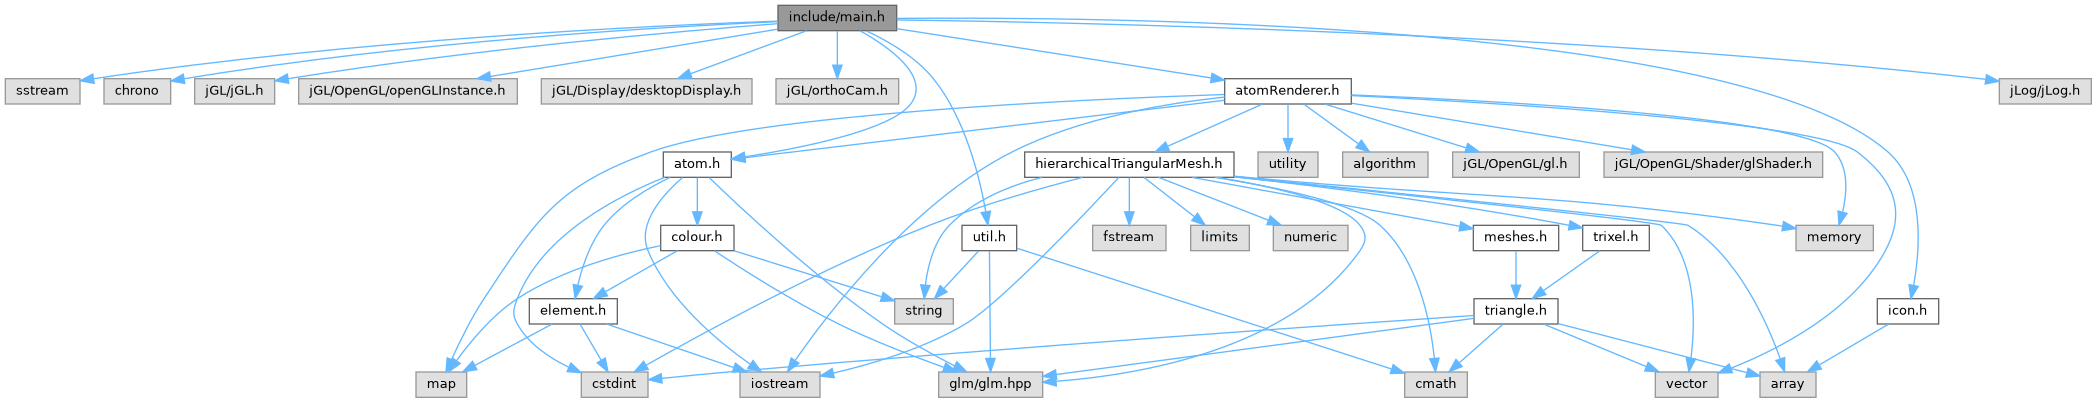 include/main.h
sstream
chrono
jGL/jGL.h
jGL/OpenGL/openGLInstance.h
jGL/Display/desktopDisplay.h
jGL/orthoCam.h
atomRenderer.h
jLog/jLog.h
atom.h
hierarchicalTriangularMesh.h
utility
algorithm
jGL/OpenGL/gl.h
jGL/OpenGL/Shader/glShader.h
colour.h
util.h
fstream
limits
numeric
meshes.h
trixel.h
memory
element.h
string
triangle.h
icon.h
map
cstdint
iostream
glm/glm.hpp
cmath
vector
array